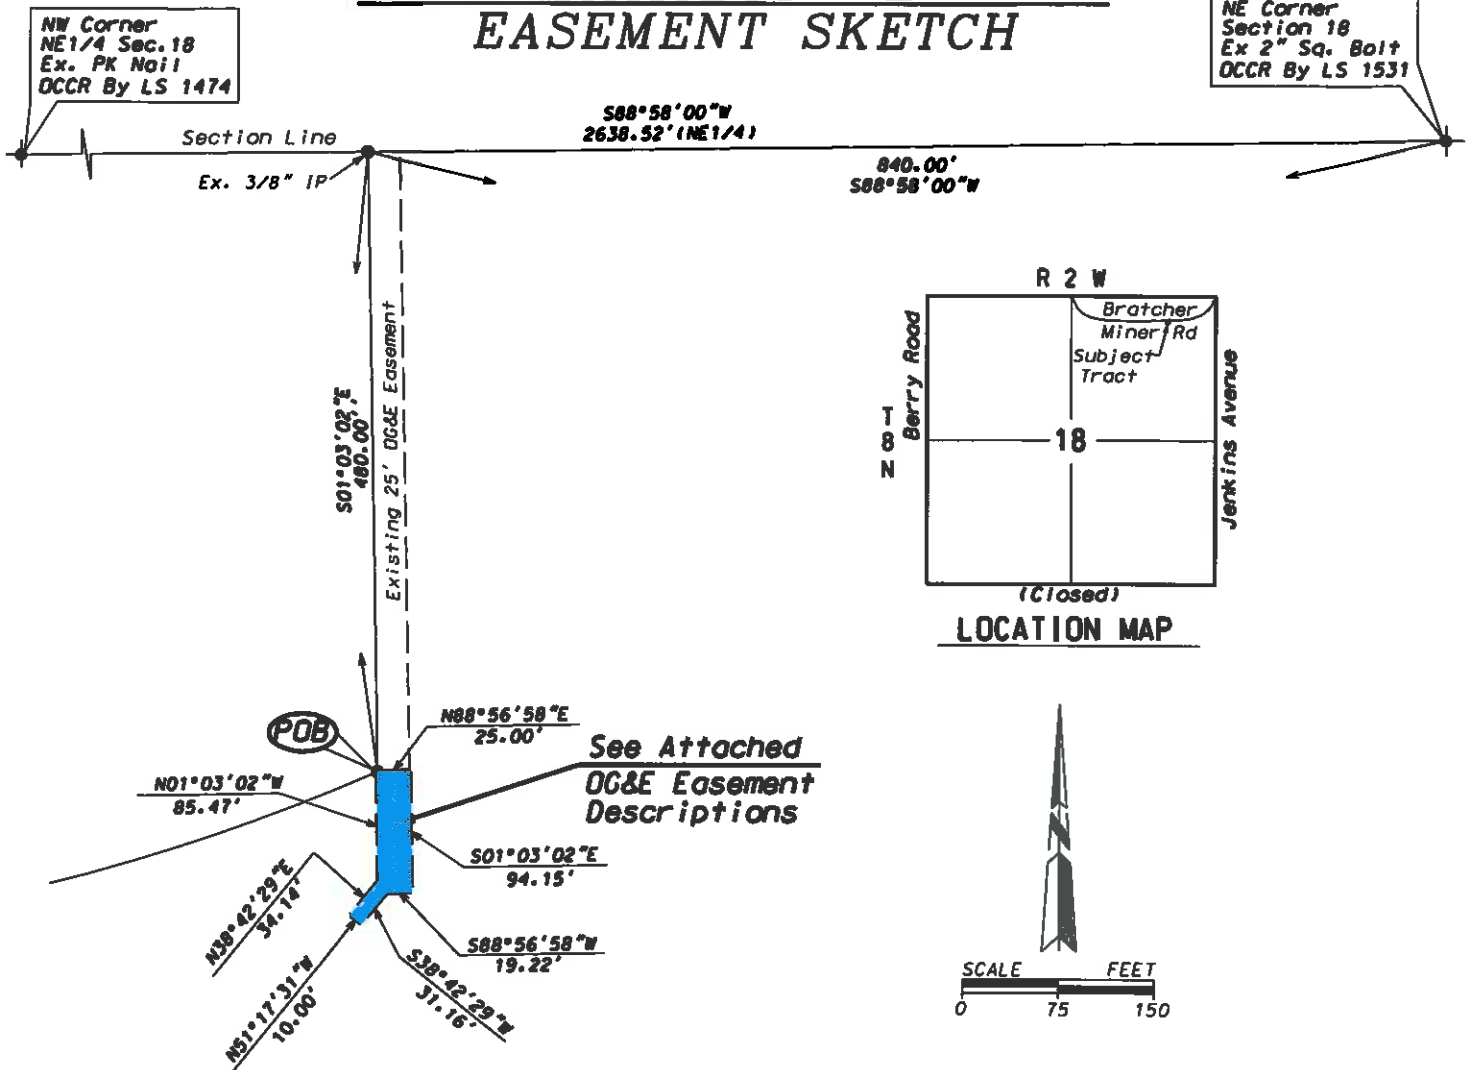 EASEMENT SKETCH
NW Corner
NE1/4 Sec.18
Ex. PK Nail
OCCR By LS 1474
NE Corner
Section 18
Ex 2" Sq. Bolt
OCCR By LS 1531
S88°58'00"W
2638.52'(NE1/4)
Section Line
Ex. 3/8" IP
840.00'
S88°58'00"W
S01°03'02"E
480.00'
Existing 25' OG&E Easement
R 2 W
Bratcher
Miner Rd
Subject
Tract
Berry Road
T
8
N
18
Jenkins Avenue
(Closed)
LOCATION MAP
POB
N88°56'58"E
25.00'
See Attached
OG&E Easement
Descriptions
N01°03'02"W
85.47'
S01°03'02"E
94.15'
N38°42'29"E
34.14'
S88°56'58"W
19.22'
S38°42'29"W
31.16'
N51°17'31"W
10.00'
N
SCALE FEET
0 75 150